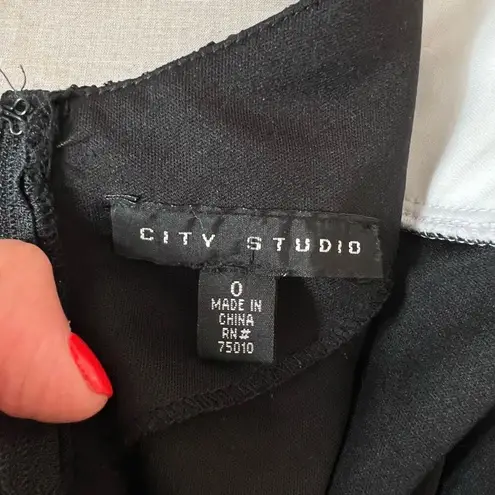 CITY STUDIO
0
MADE IN
CHINA
RN#
75010